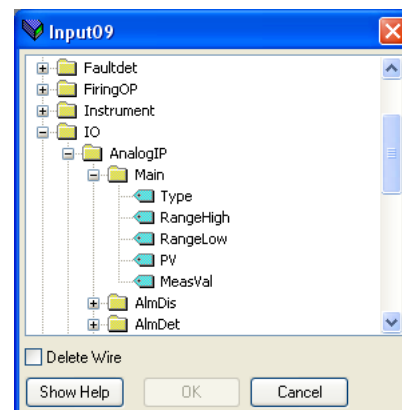 Input09
Faultdet
FiringOP
Instrument
IO
AnalogIP
Main
Type
RangeHigh
RangeLow
PV
MeasVal
AlmDis
AlmDet
Delete Wire
Show Help OK Cancel